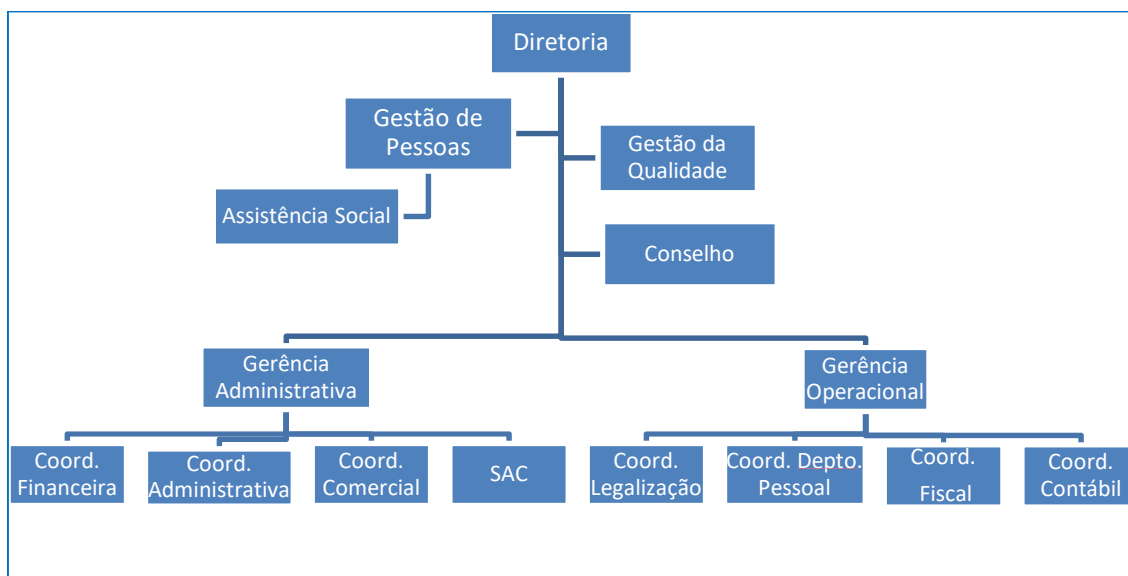 Diretoria
Gestão de
Pessoas
Gestão da
Qualidade
Assistência Social
Conselho
Gerência
Administrativa
Gerência
Operacional
Coord.
Financeira
Coord.
Administrativa
Coord.
Comercial
SAC
Coord.
Legalização
Coord. Depto.
Pessoal
Coord.
Fiscal
Coord.
Contábil